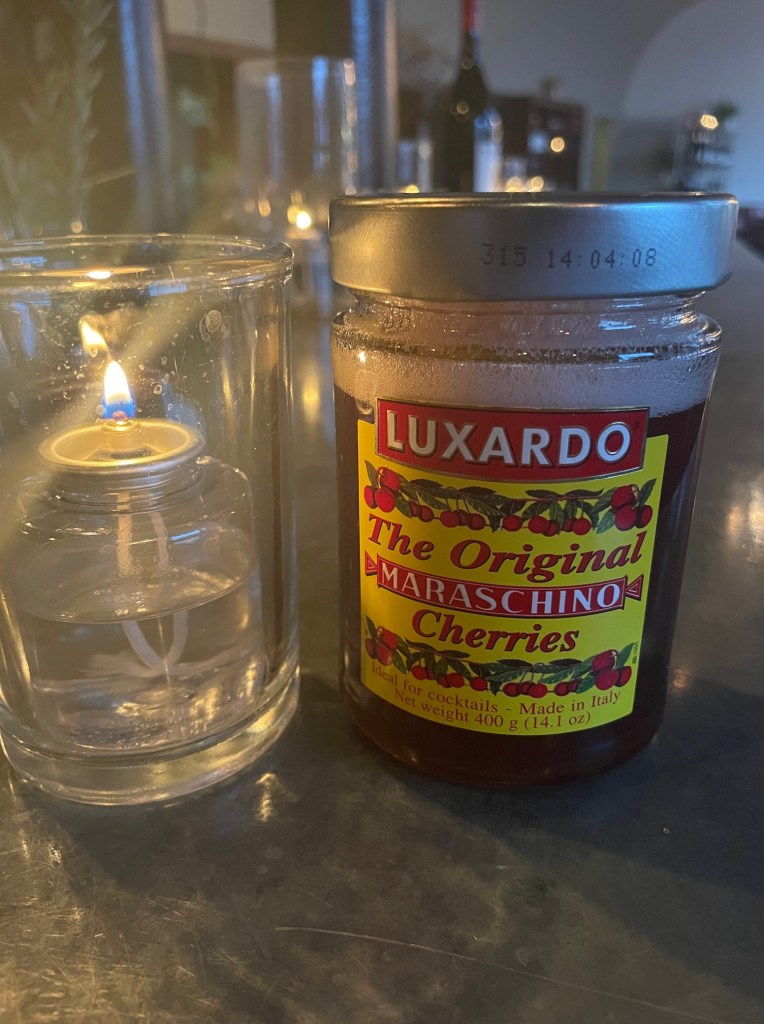 315 14:04:08
LUXARDO
The Original
MARASCHINO
Cherries
Ideal for cocktails - Made in Italy
Net weight 400 g (14.1 oz)